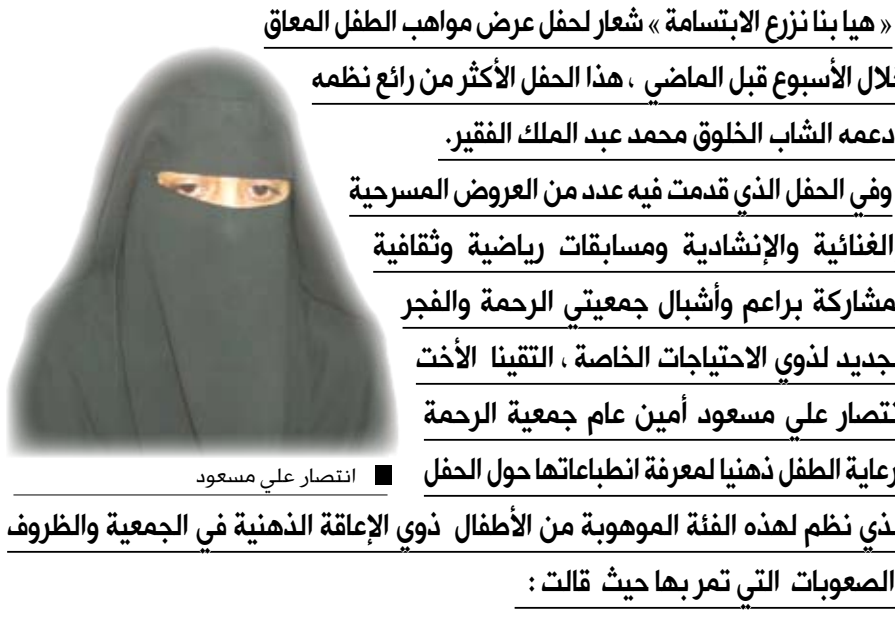 « هيا بنا نزرع الابتسامة » شعار لحفل عرض مواهب الطفل المعاق
خلال الأسبوع قبل الماضي ، هذا الحفل الأكثر من رائع نظمه
دعمه الشاب الخلوق محمد عبد الملك الفقير.
وفي الحفل الذي قدمت فيه عدد من العروض المسرحية
الغنائية والإنشادية ومسابقات رياضية وثقافية
مشاركة براعم وأشبال جمعيتي الرحمة والفجر
لجديد لذوي الاحتياجات الخاصة ، التقينا الأخت
نتصار علي مسعود أمين عام جمعية الرحمة
رعاية الطفل ذهنيا لمعرفة انطباعاتها حول الحفل
■ انتصار علي مسعود
لذي نظم لهذه الفئة الموهوبة من الأطفال ذوي الإعاقة الذهنية في الجمعية والظروف
الصعوبات التي تمر بها حيث قالت :